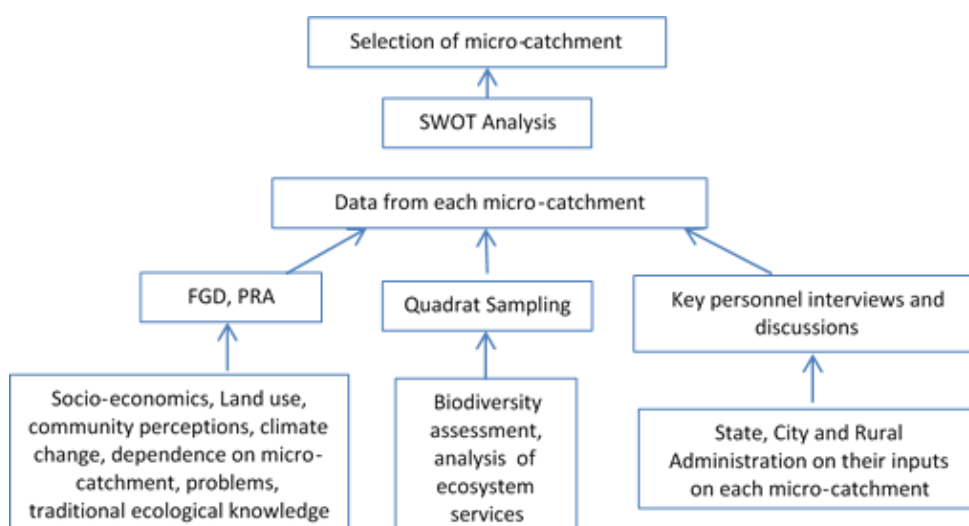 Selection of micro-catchment
SWOT Analysis
Data from each micro-catchment
FGD, PRA
Quadrat Sampling
Key personnel interviews and
discussions
Socio-economics, Land use,
community perceptions, climate
change, dependence on micro-
catchment, problems,
traditional ecological knowledge
Biodiversity
assessment,
analysis of
ecosystem
services
State, City and Rural
Administration on their inputs
on each micro-catchment